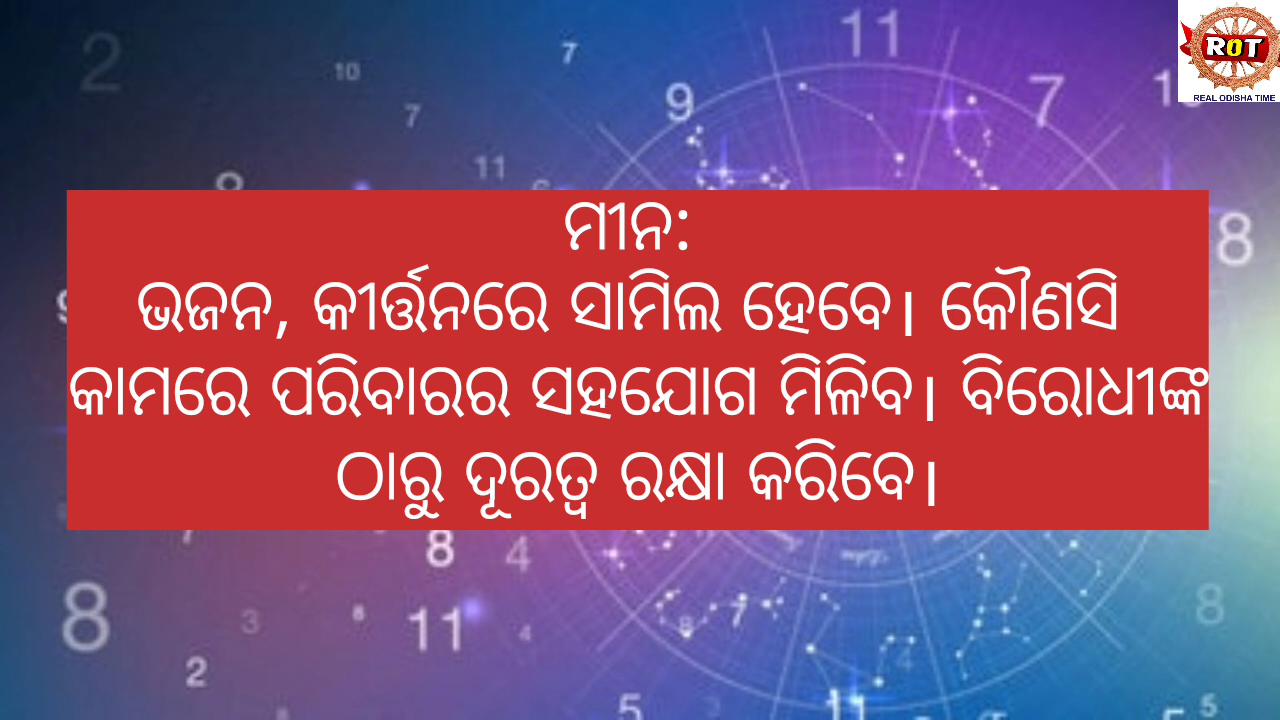 ROT
REAL ODISHA TIME
ମୀନ:
ଭଜନ, କୀର୍ତ୍ତନରେ ସାମିଲ ହେବେ। କୌଣସି
କାମରେ ପରିବାରର ସହଯୋଗ ମିଳିବ। ବିରୋଧୀଙ୍କ
ଠାରୁ ଦୂରତ୍ୱ ରକ୍ଷା କରିବେ।